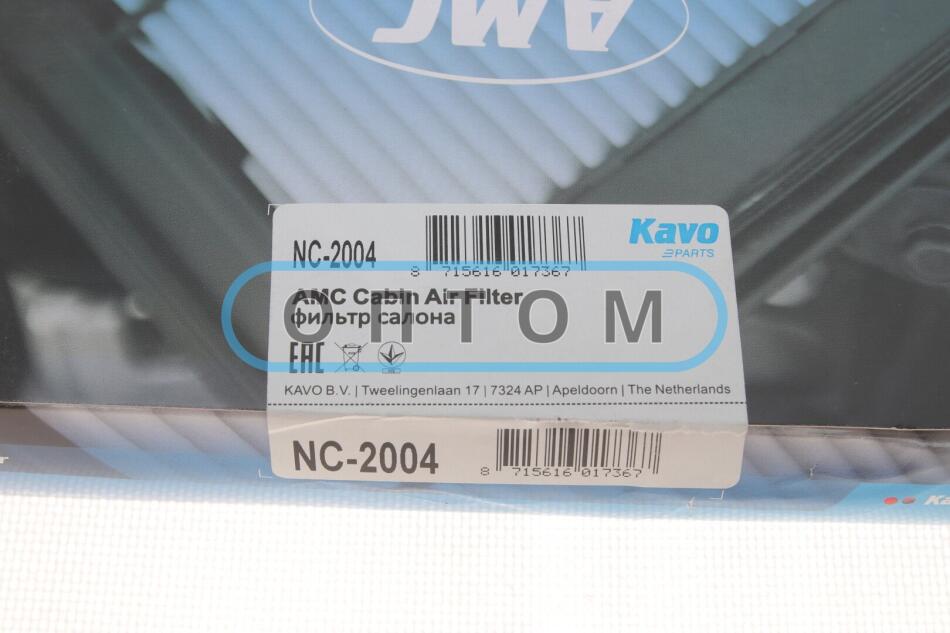 AMC
NC-2004
8 715616 017367
Kavo
PARTS
AMC Cabin Air Filter
фильтр салона
ОПТОМ
EAC
KAVO B.V. | Tweelingenlaan 17 | 7324 AP | Apeldoorn | The Netherlands
NC-2004
8 715616 017367